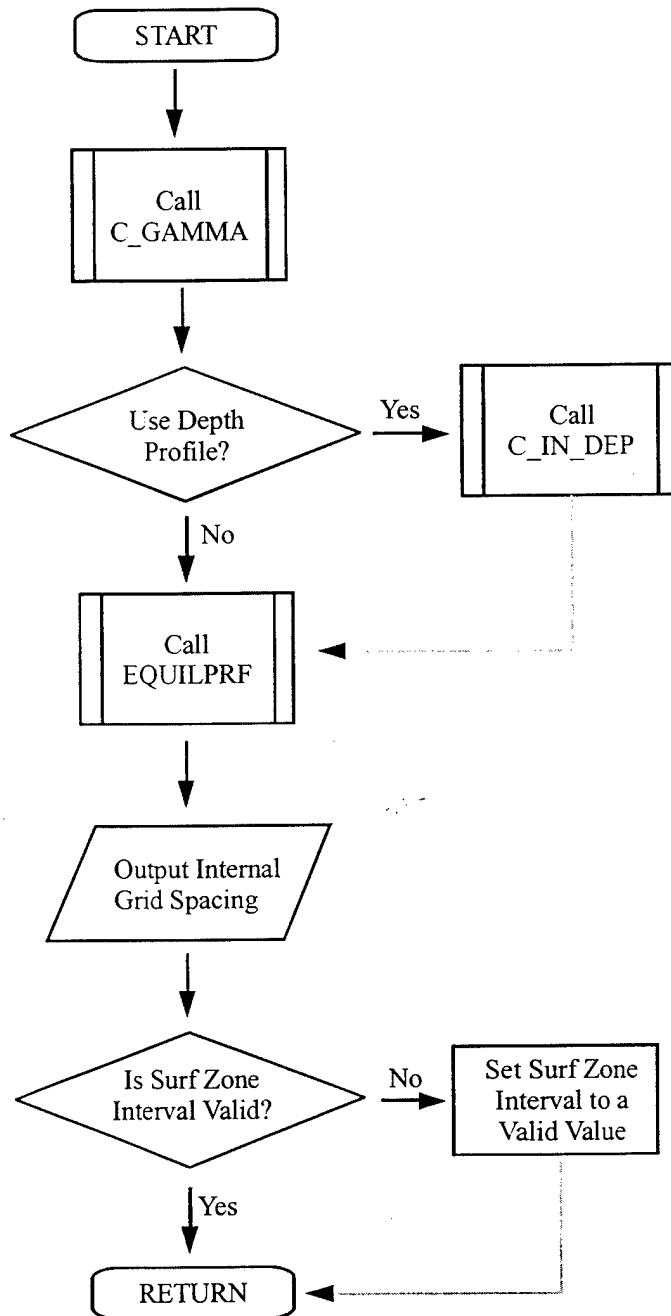 START
Call
C_GAMMA
Use Depth
Profile?
Yes
Call
C_IN_DEP
No
Call
EQUILPRF
Output Internal
Grid Spacing
Is Surf Zone
Interval Valid?
No
Set Surf Zone
Interval to a
Valid Value
Yes
RETURN